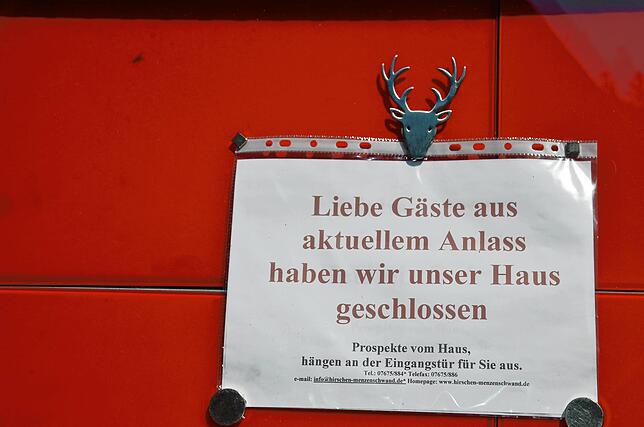 Liebe Gäste aus
aktuellem Anlass
haben wir unser Haus
geschlossen
Prospekte vom Haus,
hängen an der Eingangstür für Sie aus.
Tel.: 07675/884* Telefax: 07675/886
e-mail: info@hirschen-menzenschwand.de* Homepage: www.hirschen-menzenschwand.de